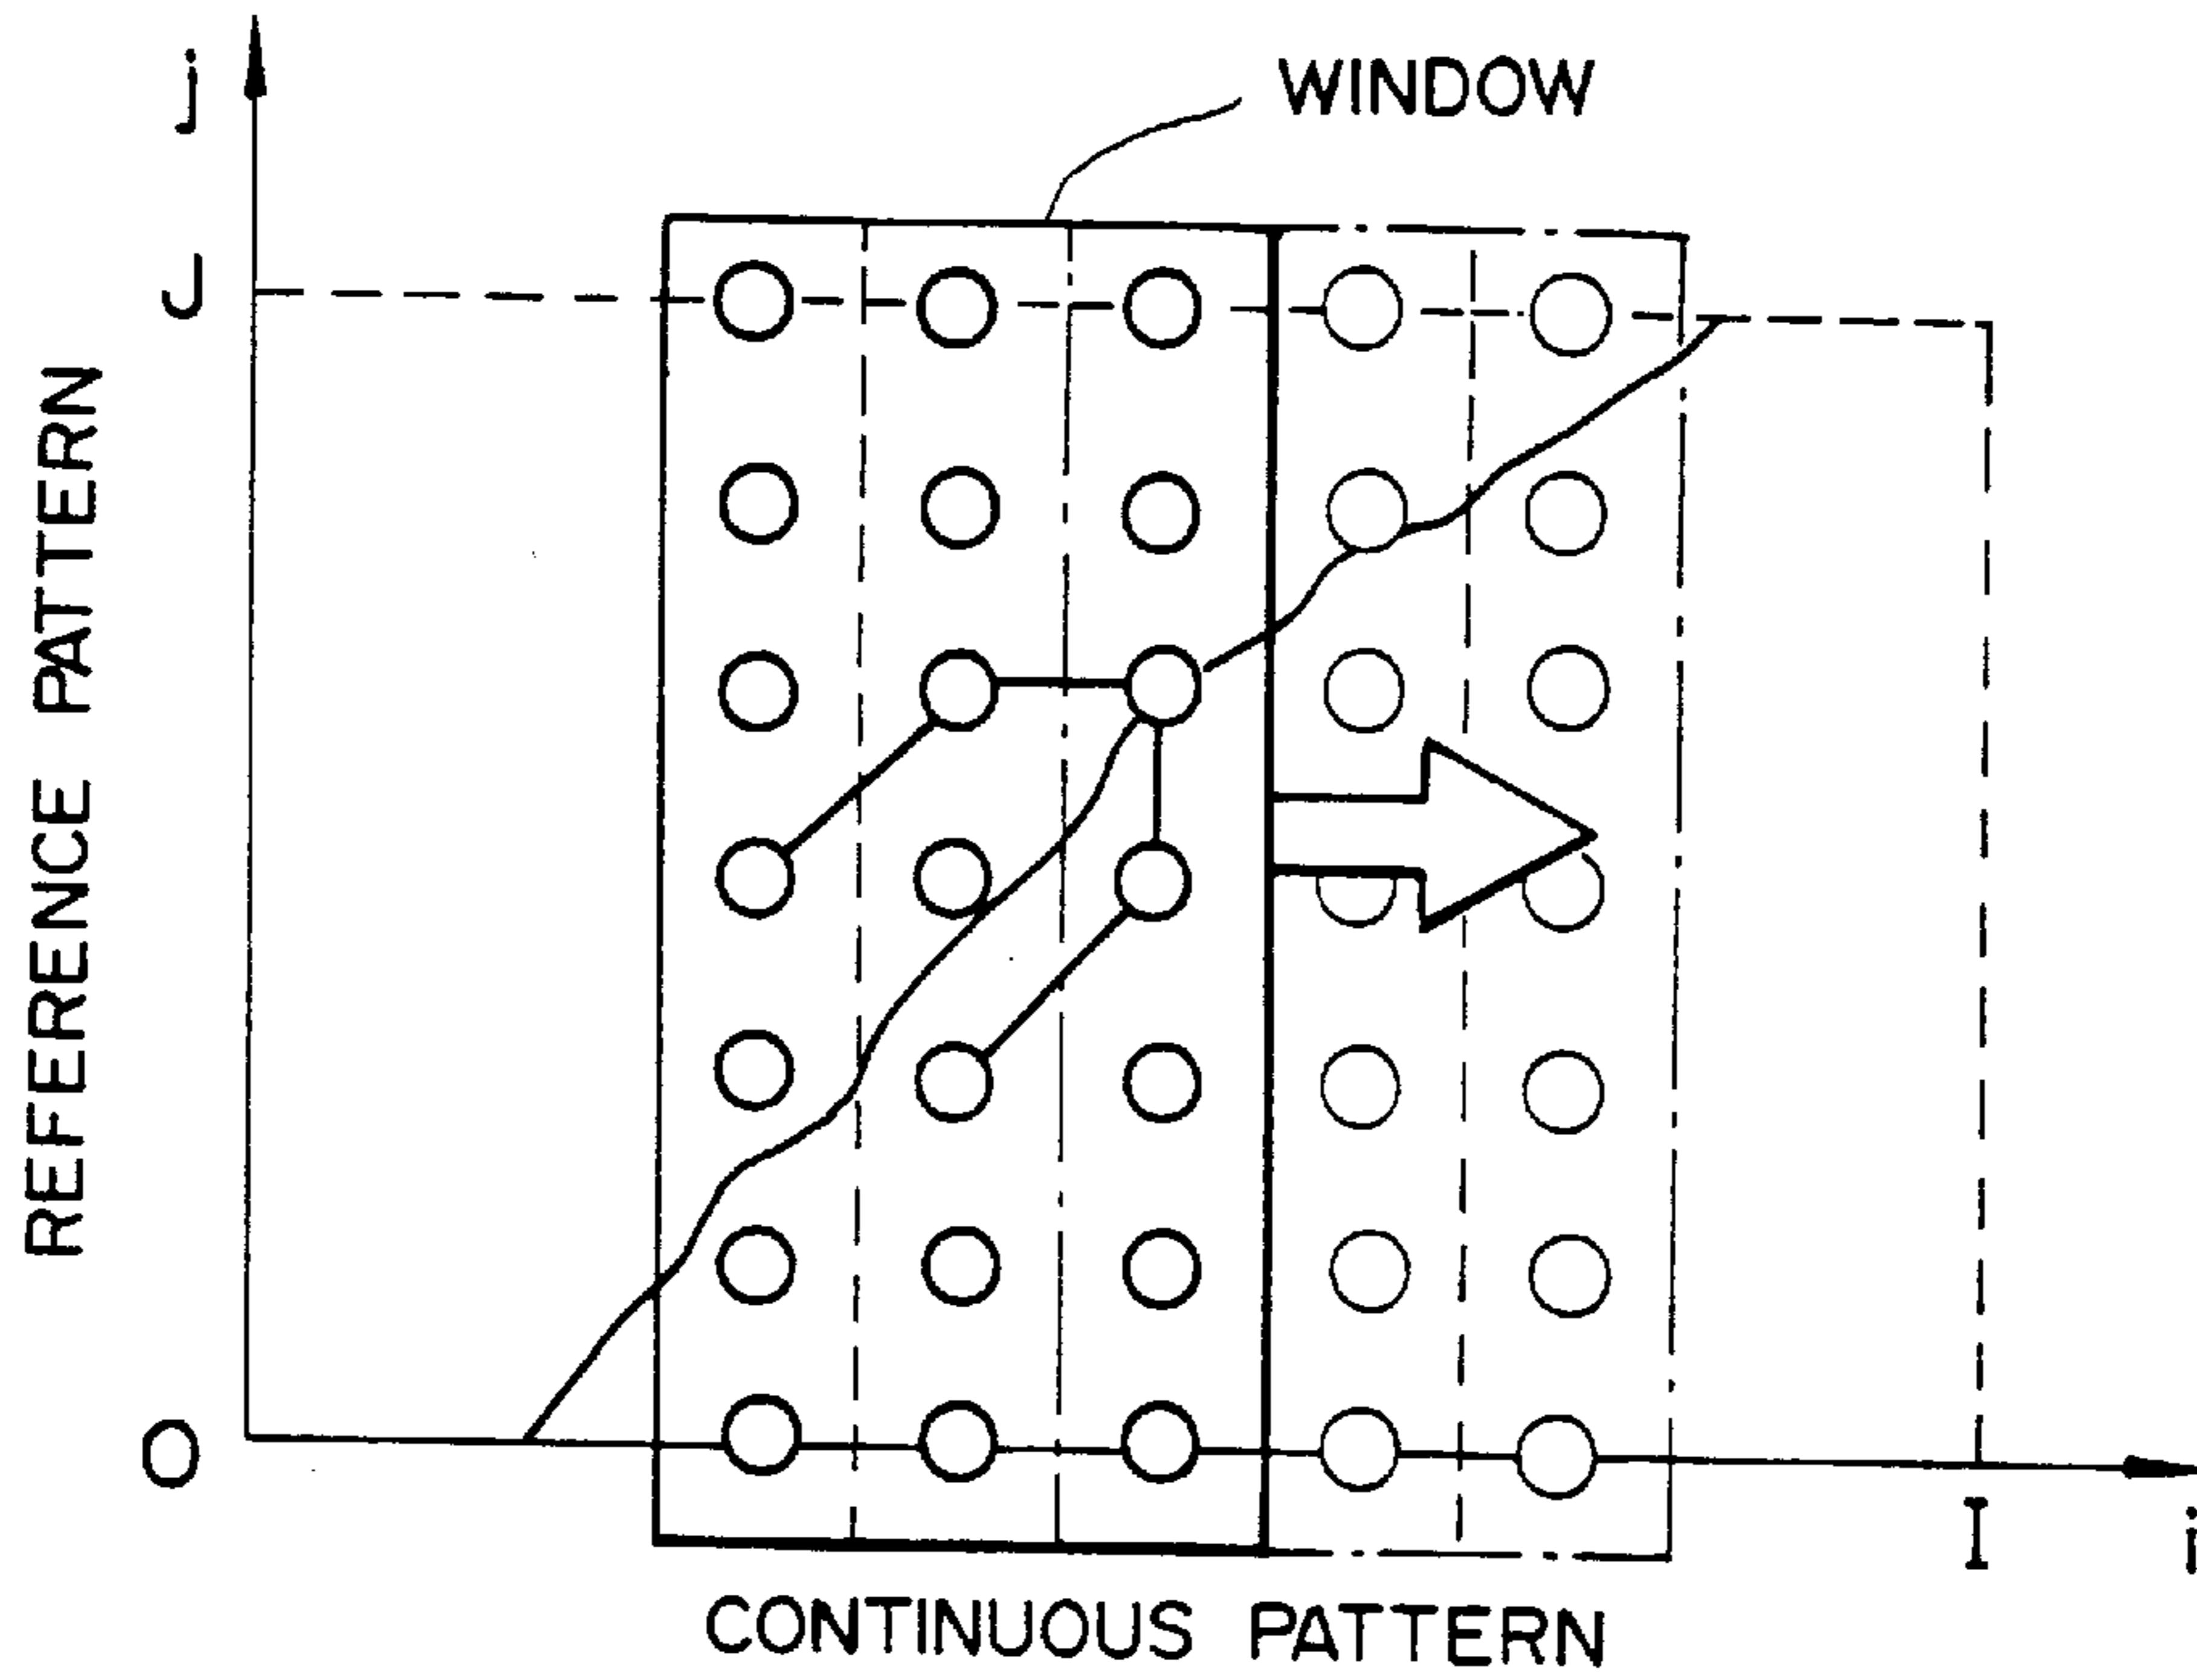 j
WINDOW
J
REFERENCE PATTERN
O
I
i
CONTINUOUS PATTERN